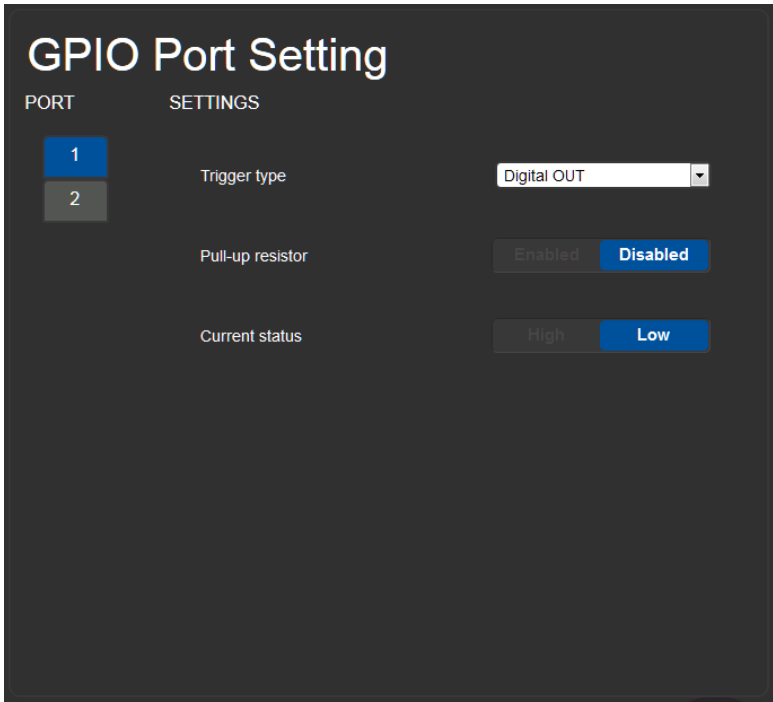 GPIO Port Setting
PORT SETTINGS
1
Trigger type Digital OUT
2
Pull-up resistor Enabled Disabled
Current status High Low